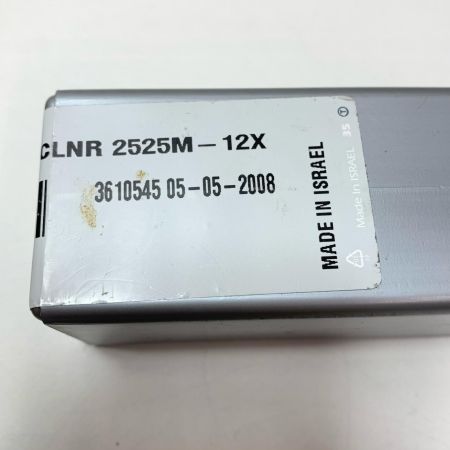 CLNR 2525M - 12X
3610545 05-05-2008
MADE IN ISRAEL
Made in ISRAEL 35 T